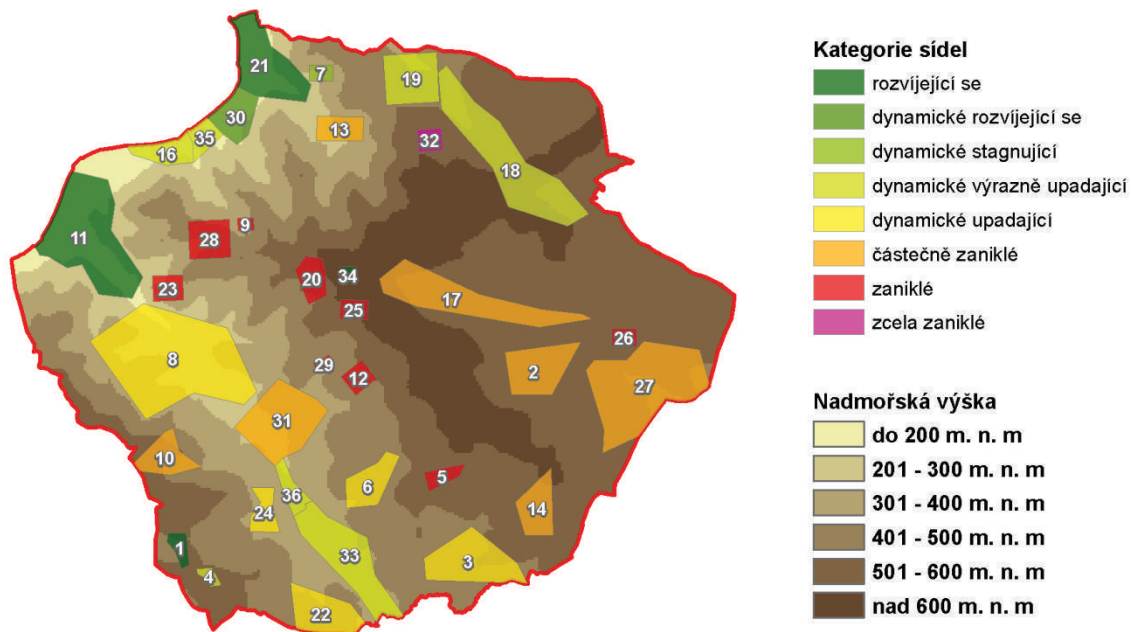 21
7
19
30
13
35
32
16
18
9
11
28
20
34
23
25
17
26
8
29
2
12
27
31
10
5
6
36
24
14
1
33
3
4
22
Kategorie sídel
rozvíjející se
dynamické rozvíjející se
dynamické stagnující
dynamické výrazně upadající
dynamické upadající
částečně zaniklé
zaniklé
zcela zaniklé
Nadmořská výška
do 200 m. n. m
201 - 300 m. n. m
301 - 400 m. n. m
401 - 500 m. n. m
501 - 600 m. n. m
nad 600 m. n. m